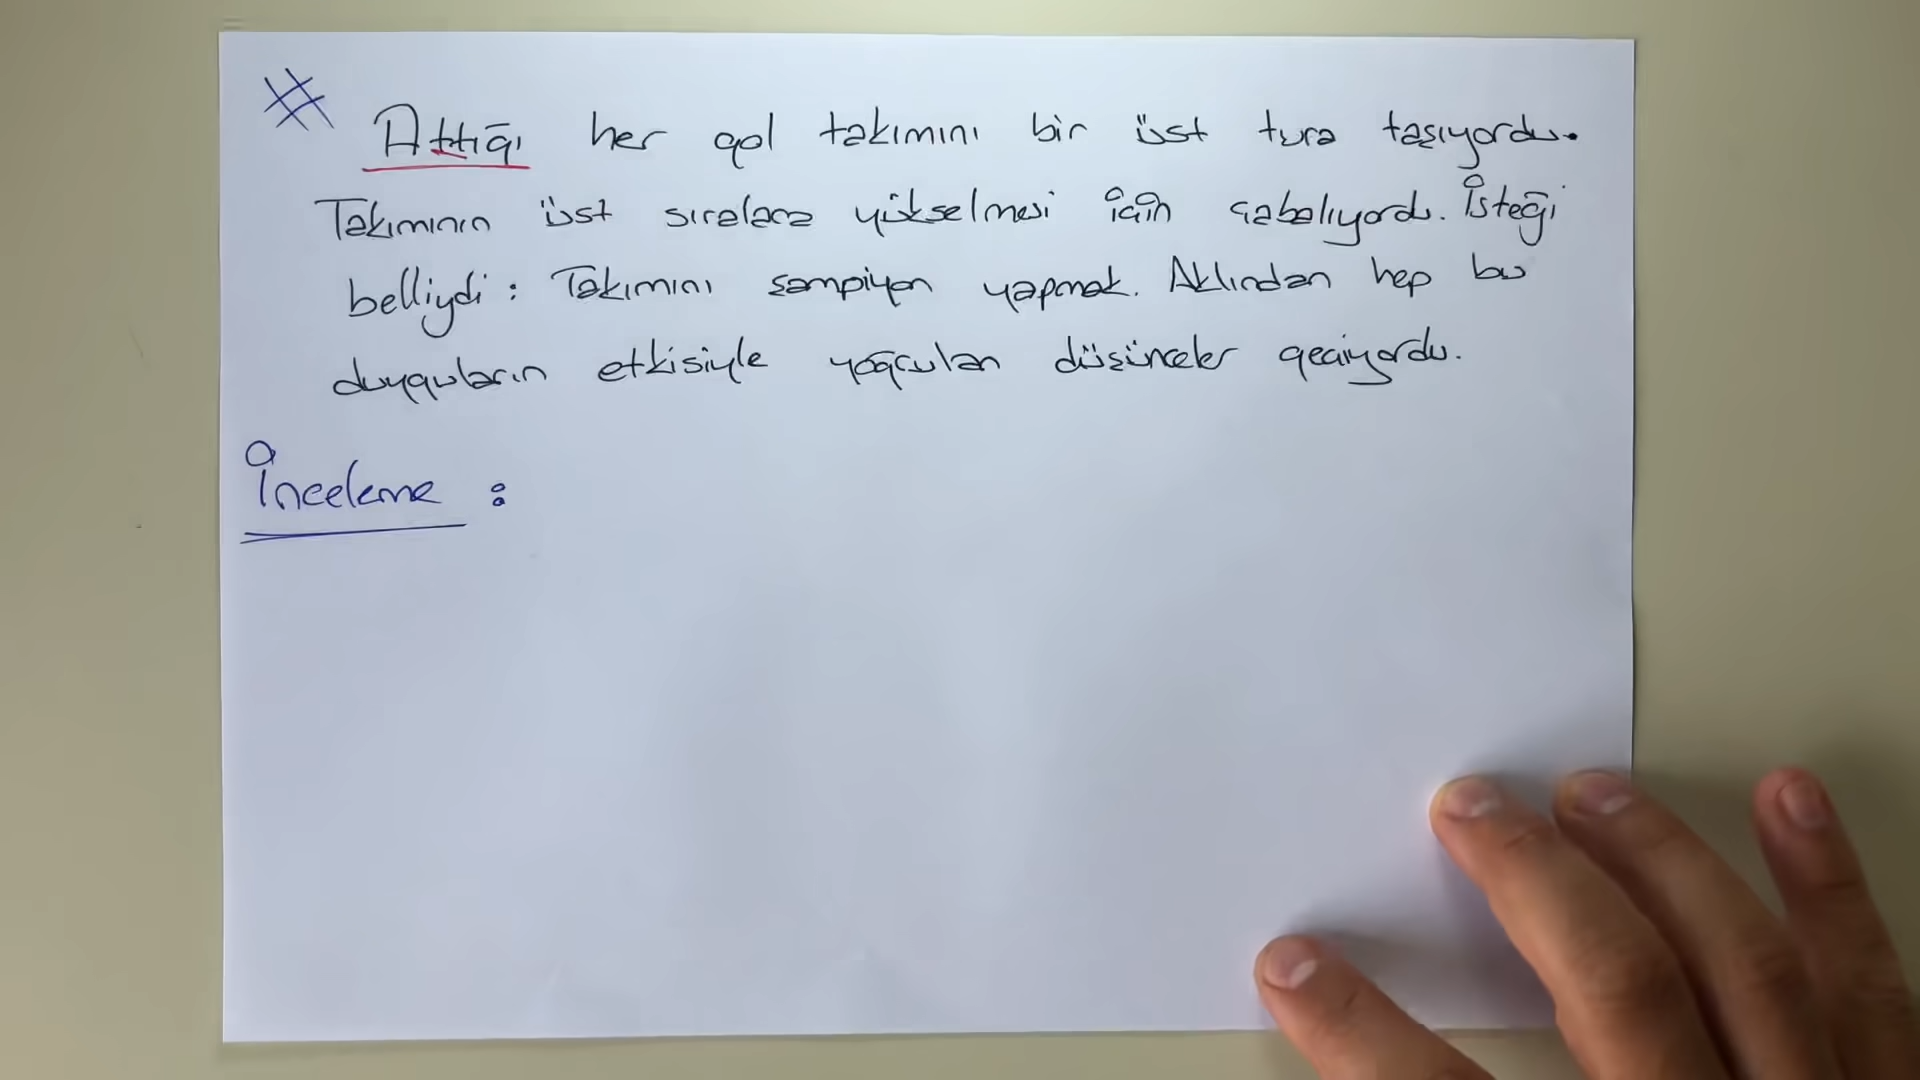 Attığı her gol takımını bir üst tura taşıyordu.
Takımının üst sıralara yükselmesi için çabalıyordu. İsteği
belliydi: Takımını şampiyon yapmak. Aklından hep bu
duyguların etkisiyle yoğrulan düşünceler geçiyordu.
İnceleme :